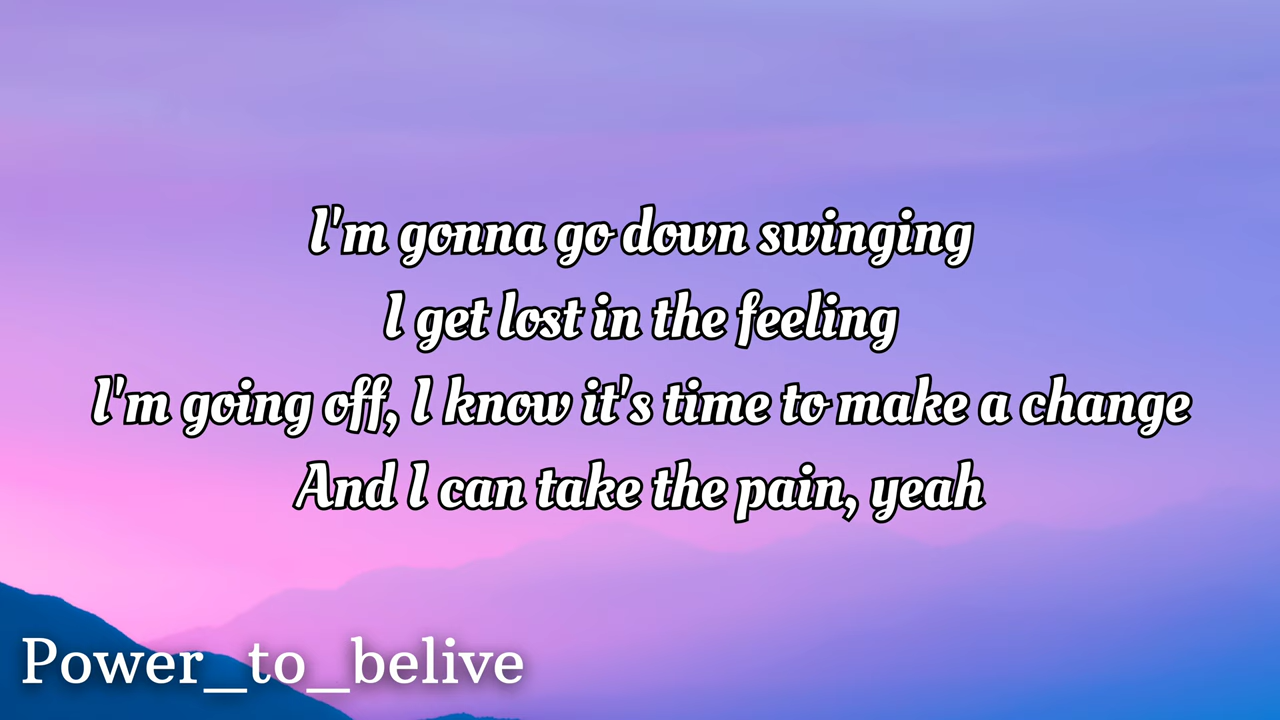 I'm gonna go down swinging
I get lost in the feeling
I'm going off, I know it's time to make a change
And I can take the pain, yeah
Power_to_belive